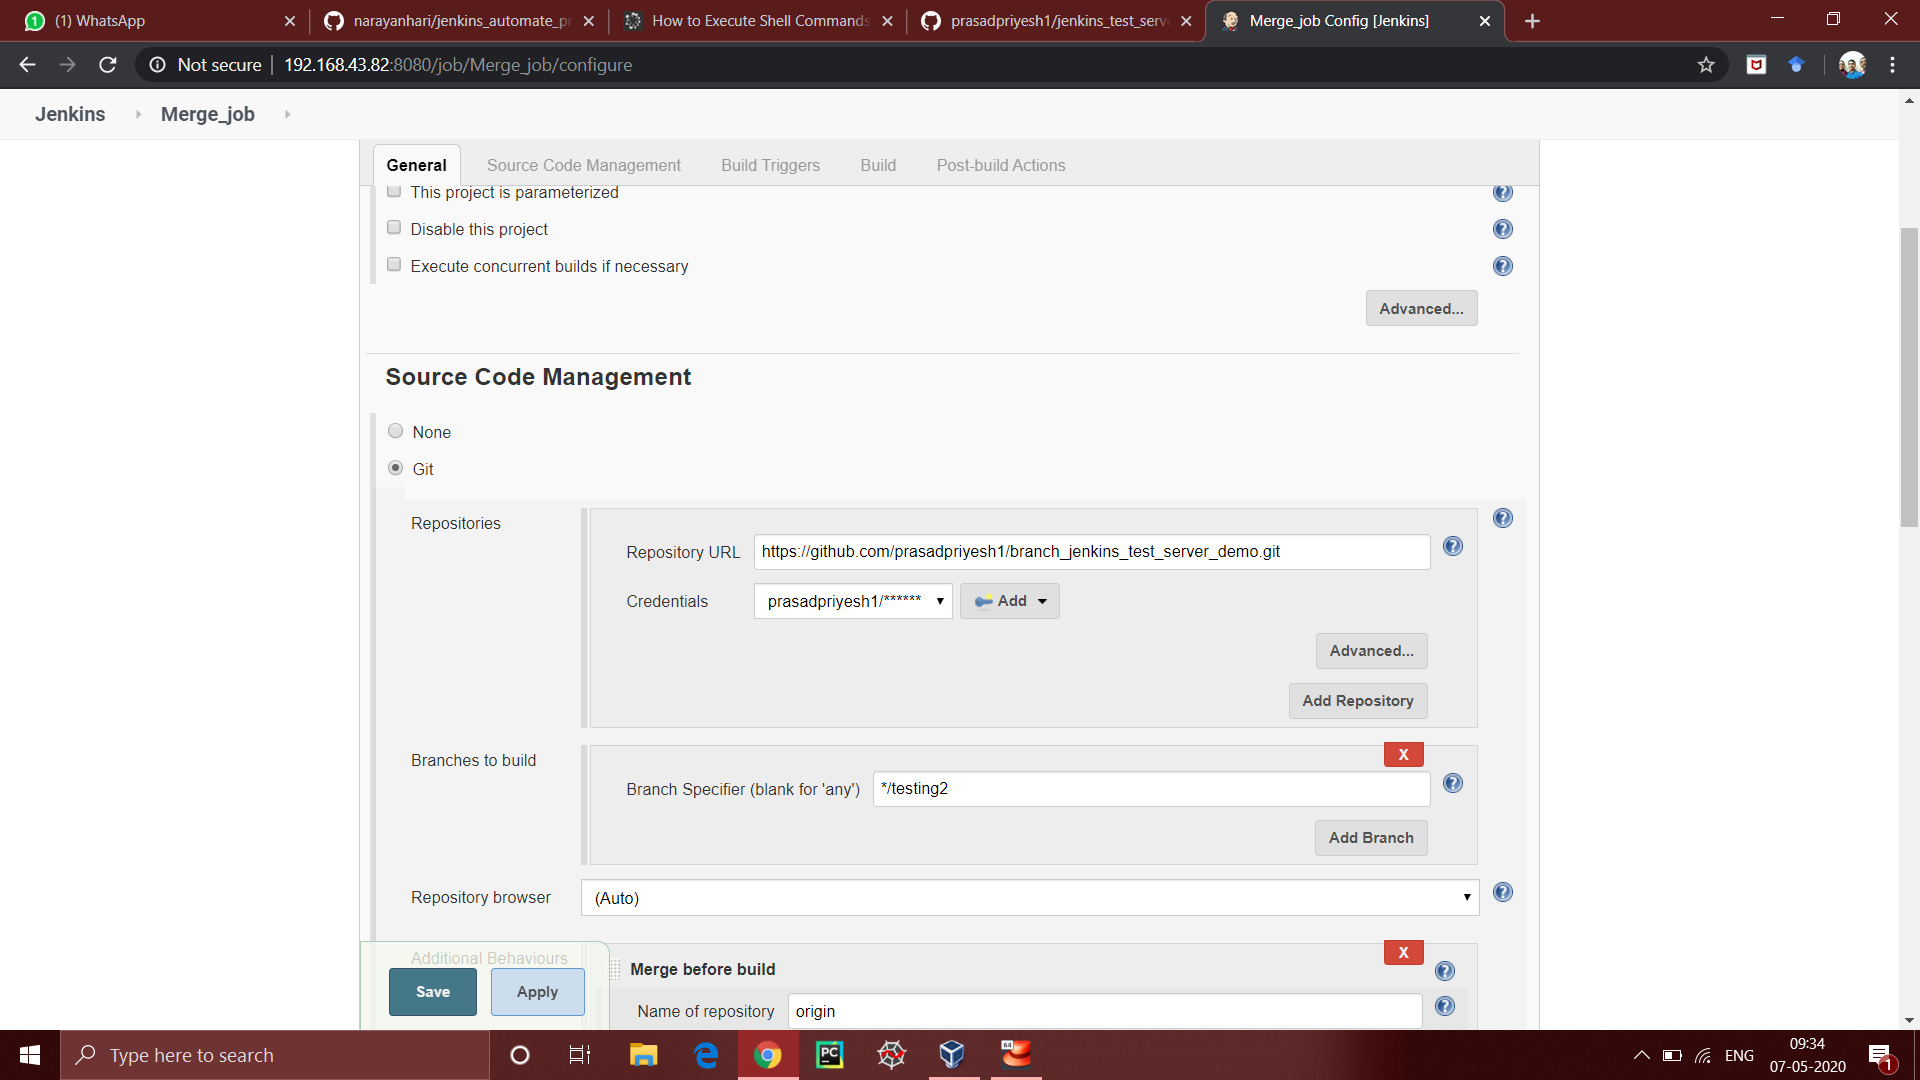 (1) WhatsApp
narayanhari/jenkins_automate_pr
How to Execute Shell Commands
prasadpriyesh1/jenkins_test_serve
Merge_job Config [Jenkins]
Not secure | 192.168.43.82:8080/job/Merge_job/configure
Jenkins Merge_job
General Source Code Management Build Triggers Build Post-build Actions
This project is parameterized
Disable this project
Execute concurrent builds if necessary
Advanced...
Source Code Management
None
Git
Repositories
Repository URL https://github.com/prasadpriyesh1/branch_jenkins_test_server_demo.git
Credentials prasadpriyesh1/****** Add
Advanced...
Add Repository
Branches to build
X
Branch Specifier (blank for 'any') */testing2
Add Branch
Repository browser (Auto)
Additional Behaviours
X
Merge before build
Name of repository origin
Save Apply
Type here to search
PC
64
ENG
09:34
07-05-2020
1